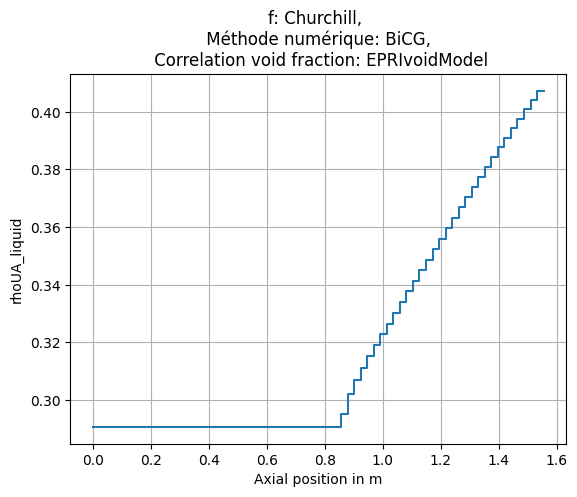 f: Churchill,
Méthode numérique: BiCG,
Correlation void fraction: EPRIvoidModel
0.40
0.38
0.36
0.34
0.32
0.30
rhoUA_liquid
0.0 0.2 0.4 0.6 0.8 1.0 1.2 1.4 1.6
Axial position in m